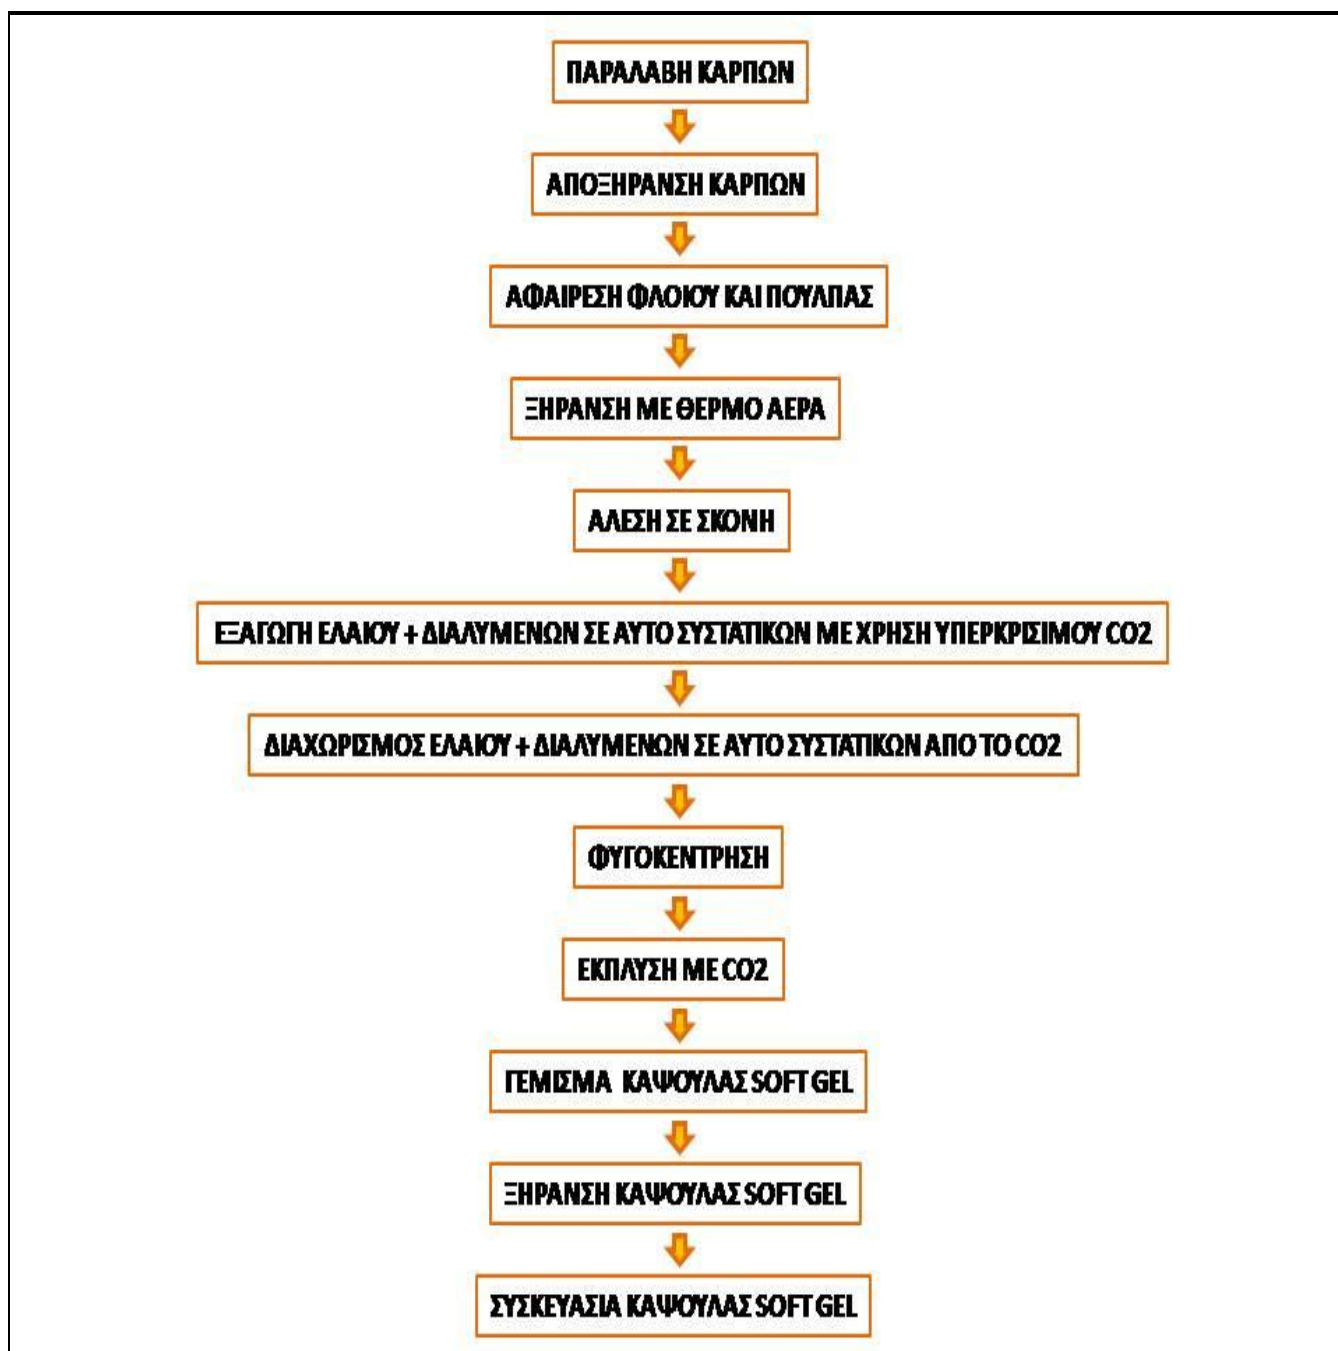 ΠΑΡΑΛΑΒΗ ΚΑΡΠΩΝ
ΑΠΟΞΗΡΑΝΣΗ ΚΑΡΠΩΝ
ΑΦΑΙΡΕΣΗ ΦΛΟΙΟΥ ΚΑΙ ΠΟΥΛΠΑΣ
ΞΗΡΑΝΣΗ ΜΕ ΘΕΡΜΟ ΑΕΡΑ
ΑΛΕΣΗ ΣΕ ΣΚΟΝΗ
ΕΞΑΓΩΓΗ ΕΛΑΙΟΥ + ΔΙΑΛΥΜΕΝΩΝ ΣΕ ΑΥΤΟ ΣΥΣΤΑΤΙΚΩΝ ΜΕ ΧΡΗΣΗ ΥΠΕΡΚΡΙΣΙΜΟΥ CO2
ΔΙΑΧΩΡΙΣΜΟΣ ΕΛΑΙΟΥ + ΔΙΑΛΥΜΕΝΩΝ ΣΕ ΑΥΤΟ ΣΥΣΤΑΤΙΚΩΝ ΑΠΟ ΤΟ CO2
ΦΥΓΟΚΕΝΤΡΗΣΗ
ΕΚΠΛΥΣΗ ΜΕ CO2
ΓΕΜΙΣΜΑ ΚΑΨΟΥΛΑΣ SOFT GEL
ΞΗΡΑΝΣΗ ΚΑΨΟΥΛΑΣ SOFT GEL
ΣΥΣΚΕΥΑΣΙΑ ΚΑΨΟΥΛΑΣ SOFT GEL